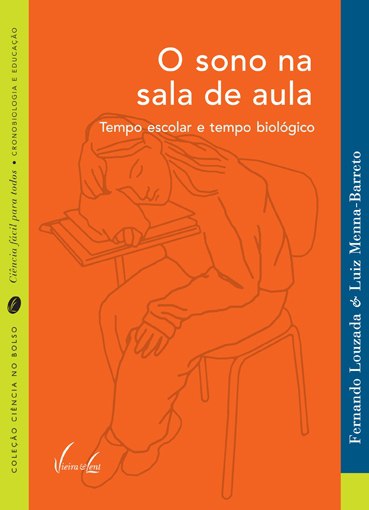 O sono na
sala de aula
Tempo escolar e tempo biológico
Fernando Louzada & Luiz Menna-Barreto
COLEÇÃO CIÊNCIA NO BOLSO Ciência fácil para todos • CRONOBIOLOGIA E EDUCAÇÃO
Vieira & Lent